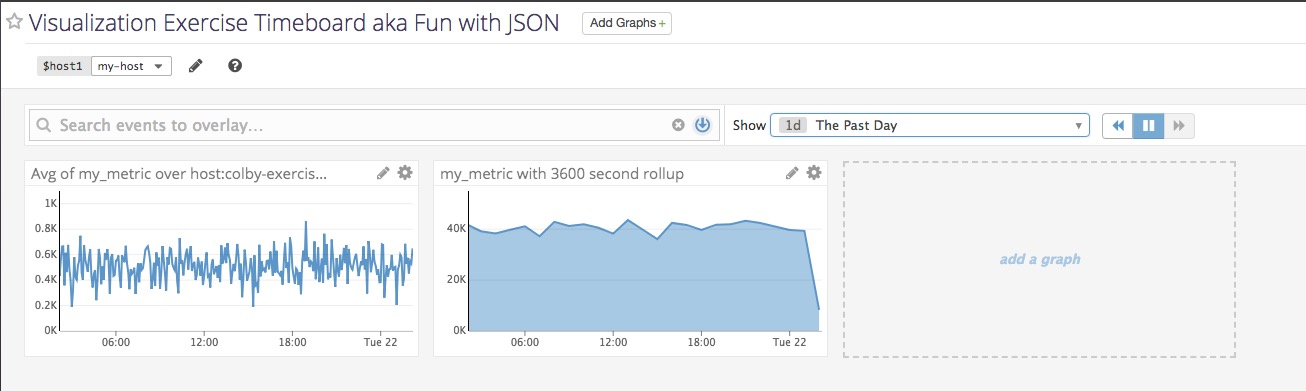 Visualization Exercise Timeboard aka Fun with JSON Add Graphs+
$host1 my-host ?
Search events to overlay... Show 1d The Past Day
Avg of my_metric over host:colby-exercis...
1K
0.8K
0.6K
0.4K
0.2K
0K
06:00 12:00 18:00 Tue 22
my_metric with 3600 second rollup
40K
20K
0K
06:00 12:00 18:00 Tue 22
add a graph